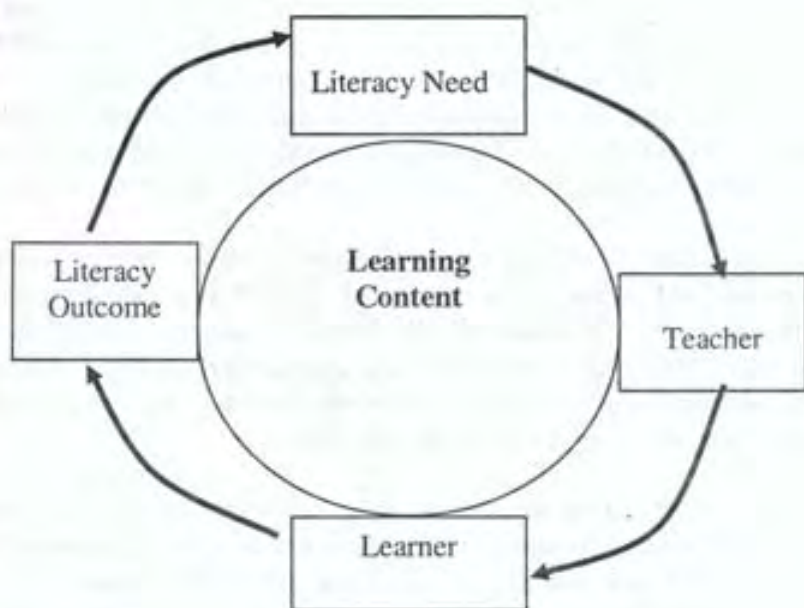 Literacy Need
Literacy
Outcome
Learning
Content
Teacher
Learner